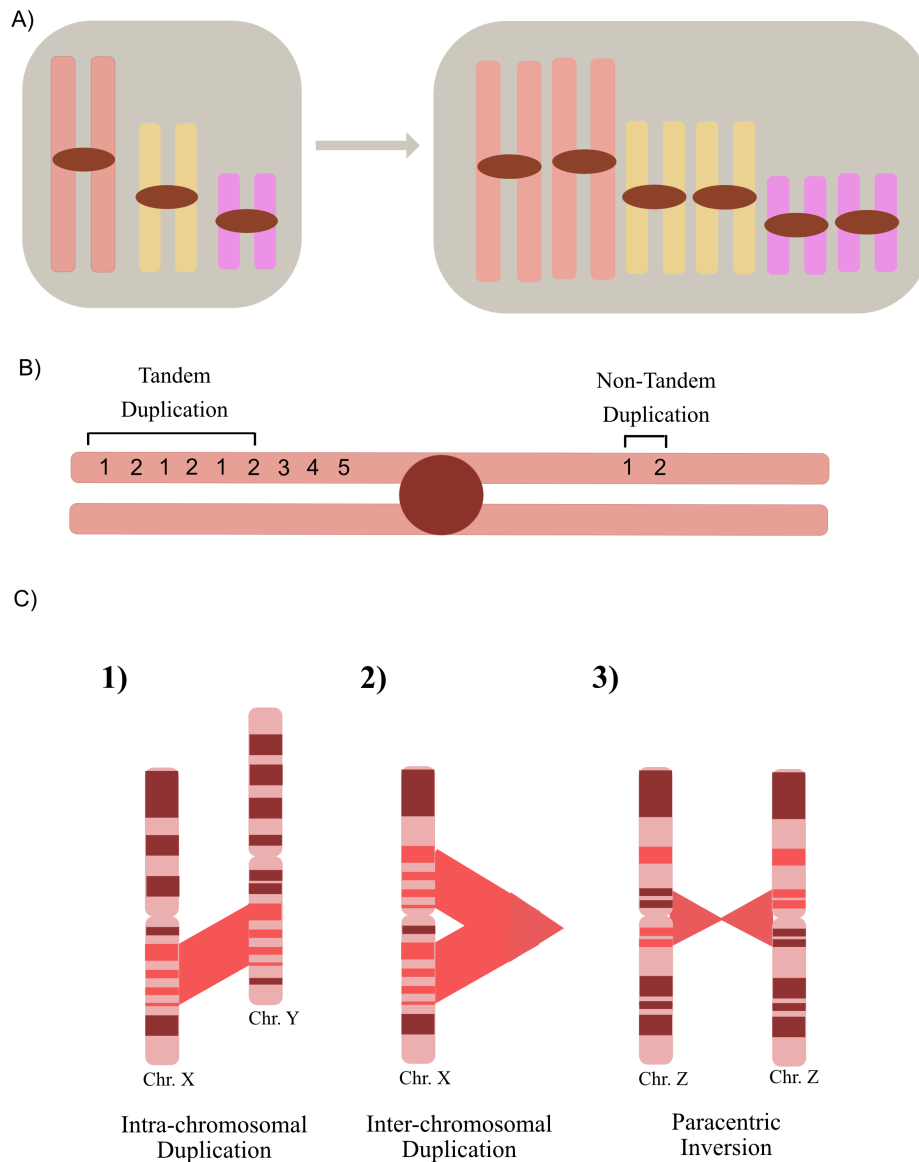 A)
B)
Tandem
Duplication
Non-Tandem
Duplication
1 2 1 2 1 2 3 4 5
1 2
C)
1)
2)
3)
Chr. X
Chr. Y
Chr. X
Chr. Z
Chr. Z
Intra-chromosomal
Duplication
Inter-chromosomal
Duplication
Paracentric
Inversion